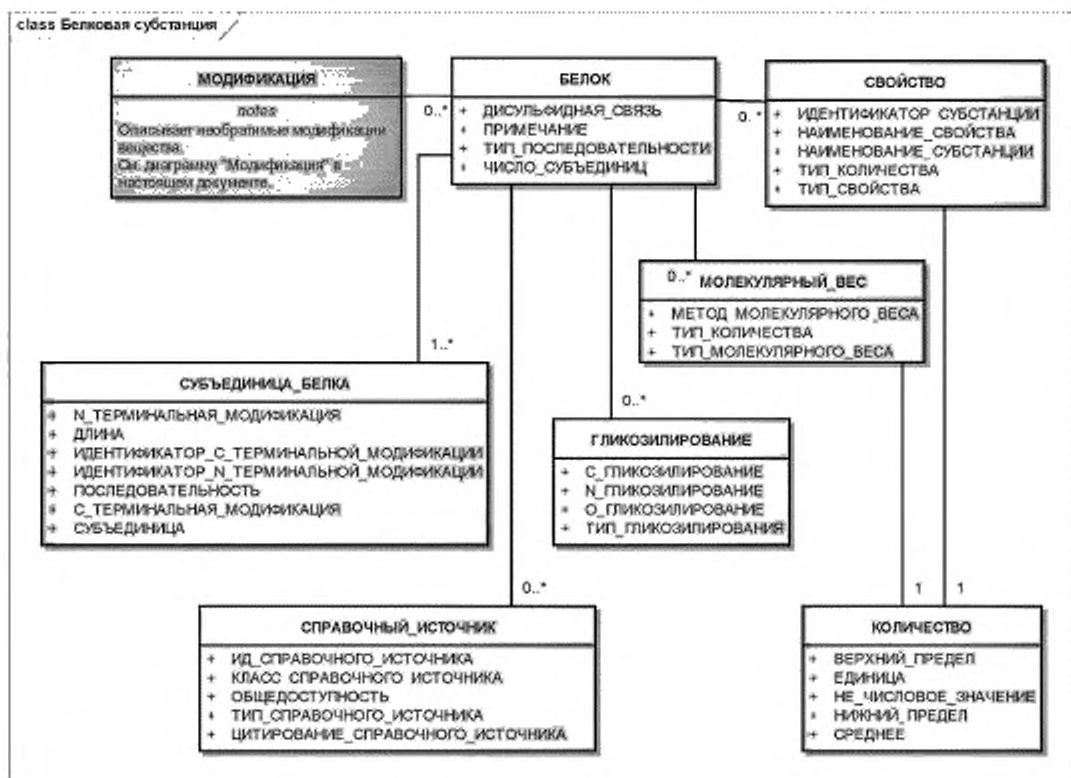 class Белковая субстанция
МОДИФИКАЦИЯ
notes
Описывает необратимые модификации
вещества.
См. диаграмму "Модификация" в
настоящем документе.
0..*
БЕЛОК
+ ДИСУЛЬФИДНАЯ_СВЯЗЬ
+ ПРИМЕЧАНИЕ
+ ТИП_ПОСЛЕДОВАТЕЛЬНОСТИ
+ ЧИСЛО_СУБЪЕДИНИЦ
0..*
СВОЙСТВО
+ ИДЕНТИФИКАТОР_СУБСТАНЦИИ
+ НАИМЕНОВАНИЕ_СВОЙСТВА
+ НАИМЕНОВАНИЕ_СУБСТАНЦИИ
+ ТИП_КОЛИЧЕСТВА
+ ТИП_СВОЙСТВА
0..*
МОЛЕКУЛЯРНЫЙ_ВЕС
+ МЕТОД_МОЛЕКУЛЯРНОГО_ВЕСА
+ ТИП_КОЛИЧЕСТВА
+ ТИП_МОЛЕКУЛЯРНОГО_ВЕСА
1..*
СУБЪЕДИНИЦА_БЕЛКА
+ N_ТЕРМИНАЛЬНАЯ_МОДИФИКАЦИЯ
+ ДЛИНА
+ ИДЕНТИФИКАТОР_С_ТЕРМИНАЛЬНОЙ_МОДИФИКАЦИИ
+ ИДЕНТИФИКАТОР_N_ТЕРМИНАЛЬНОЙ_МОДИФИКАЦИИ
+ ПОСЛЕДОВАТЕЛЬНОСТЬ
+ С_ТЕРМИНАЛЬНАЯ_МОДИФИКАЦИЯ
+ СУБЪЕДИНИЦА
0..*
ГЛИКОЗИЛИРОВАНИЕ
+ С_ГЛИКОЗИЛИРОВАНИЕ
+ N_ГЛИКОЗИЛИРОВАНИЕ
+ О_ГЛИКОЗИЛИРОВАНИЕ
+ ТИП_ГЛИКОЗИЛИРОВАНИЯ
0..*
СПРАВОЧНЫЙ_ИСТОЧНИК
+ ИД_СПРАВОЧНОГО_ИСТОЧНИКА
+ КЛАСС_СПРАВОЧНОГО_ИСТОЧНИКА
+ ОБЩЕДОСТУПНОСТЬ
+ ТИП_СПРАВОЧНОГО_ИСТОЧНИКА
+ ЦИТИРОВАНИЕ_СПРАВОЧНОГО_ИСТОЧНИКА
1 1
КОЛИЧЕСТВО
+ ВЕРХНИЙ_ПРЕДЕЛ
+ ЕДИНИЦА
+ НЕ_ЧИСЛОВОЕ_ЗНАЧЕНИЕ
+ НИЖНИЙ_ПРЕДЕЛ
+ СРЕДНЕЕ